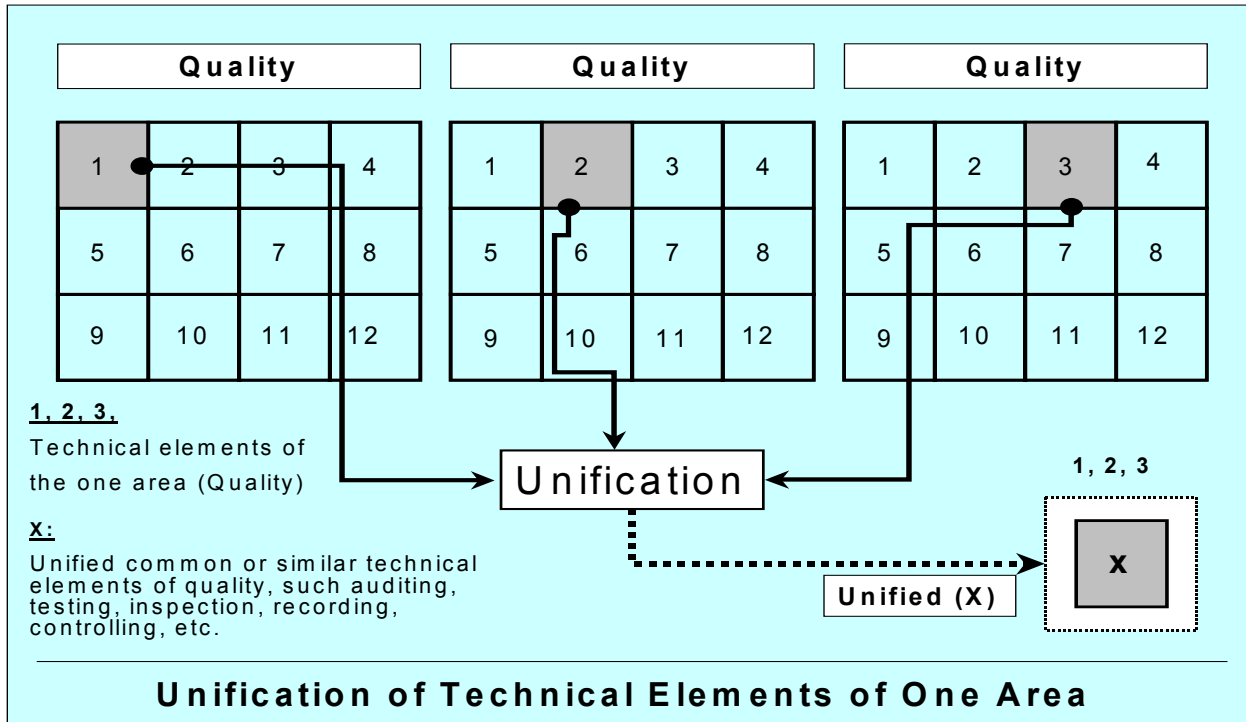 Quality
Quality
Quality
1 2 3 4
5 6 7 8
9 10 11 12
1 2 3 4
5 6 7 8
9 10 11 12
1 2 3 4
5 6 7 8
9 10 11 12
1, 2, 3,
Technical elements of
the one area (Quality)
X:
Unified common or similar technical
elements of quality, such auditing,
testing, inspection, recording,
controlling, etc.
Unification
Unified (X)
1, 2, 3
x
Unification of Technical Elements of One Area